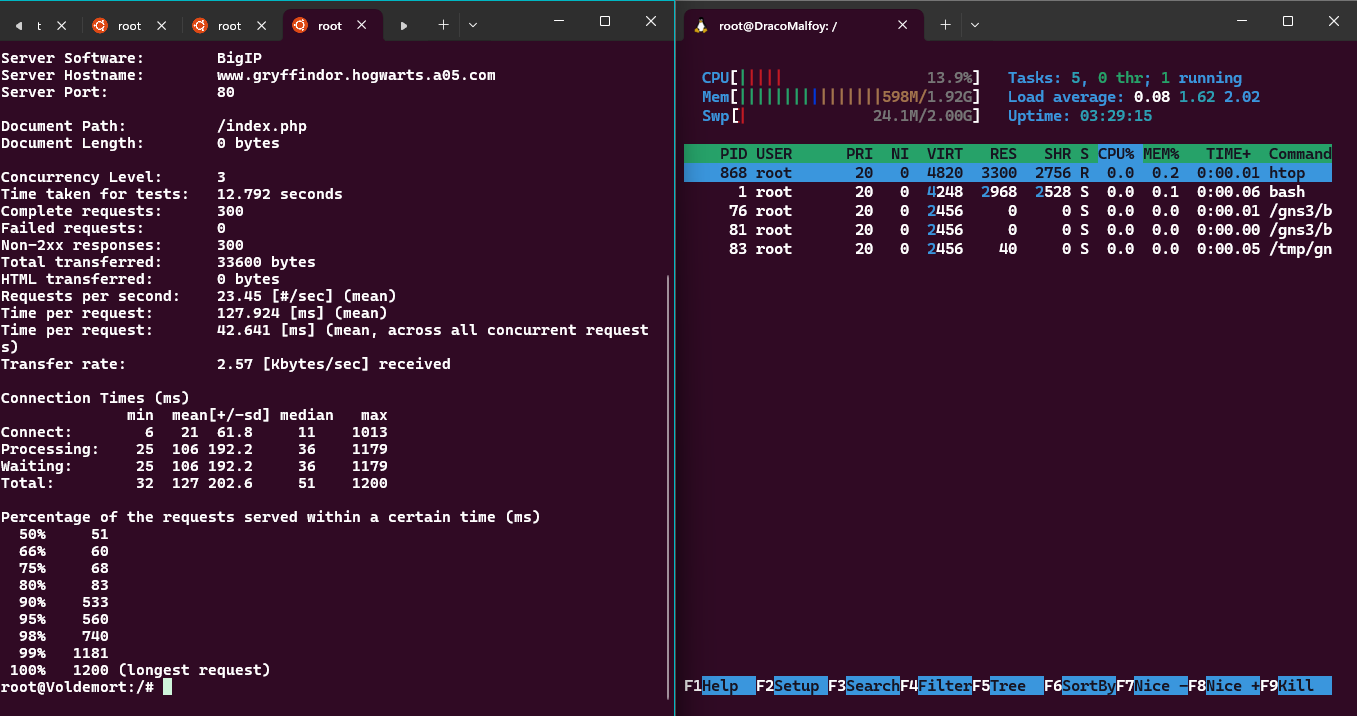 t
root
root
root
Server Software:        BigIP
Server Hostname:        www.gryffindor.hogwarts.a05.com
Server Port:            80
Document Path:          /index.php
Document Length:        0 bytes
Concurrency Level:      3
Time taken for tests:   12.792 seconds
Complete requests:      300
Failed requests:        0
Non-2xx responses:      300
Total transferred:      33600 bytes
HTML transferred:       0 bytes
Requests per second:    23.45 [#/sec] (mean)
Time per request:       127.924 [ms] (mean)
Time per request:       42.641 [ms] (mean, across all concurrent request
s)
Transfer rate:          2.57 [Kbytes/sec] received
Connection Times (ms)
              min  mean[+/-sd] median   max
Connect:        6   21  61.8     11    1013
Processing:    25  106 192.2     36    1179
Waiting:       25  106 192.2     36    1179
Total:         32  127 202.6     51    1200
Percentage of the requests served within a certain time (ms)
  50%     51
  66%     60
  75%     68
  80%     83
  90%    533
  95%    560
  98%    740
  99%   1181
 100%   1200 (longest request)
root@Voldemort:/#
root@DracoMalfoy: /
CPU[||||| 13.9%] Tasks: 5, 0 thr; 1 running
Mem[||||||||||||||||598M/1.92G] Load average: 0.08 1.62 2.02
Swp[| 24.1M/2.00G] Uptime: 03:29:15
PID USER PRI NI VIRT RES SHR S CPU% MEM% TIME+ Command
868 root 20 0 4820 3300 2756 R 0.0 0.2 0:00.01 htop
1 root 20 0 4248 2968 2528 S 0.0 0.1 0:00.06 bash
76 root 20 0 2456 0 0 S 0.0 0.0 0:00.01 /gns3/b
81 root 20 0 2456 0 0 S 0.0 0.0 0:00.00 /gns3/b
83 root 20 0 2456 40 0 S 0.0 0.0 0:00.05 /tmp/gn
F1Help F2Setup F3SearchF4FilterF5Tree F6SortByF7Nice -F8Nice +F9Kill